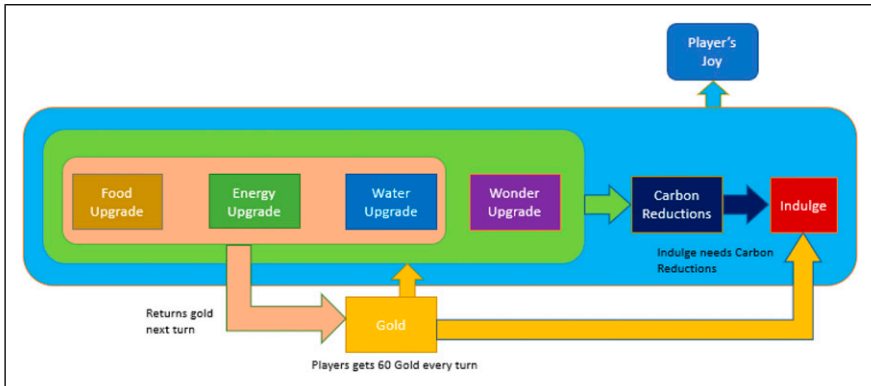 Player's
Joy
Food
Upgrade
Energy
Upgrade
Water
Upgrade
Wonder
Upgrade
Carbon
Reductions
Indulge
Indulge needs Carbon
Reductions
Returns gold
next turn
Gold
Players gets 60 Gold every turn